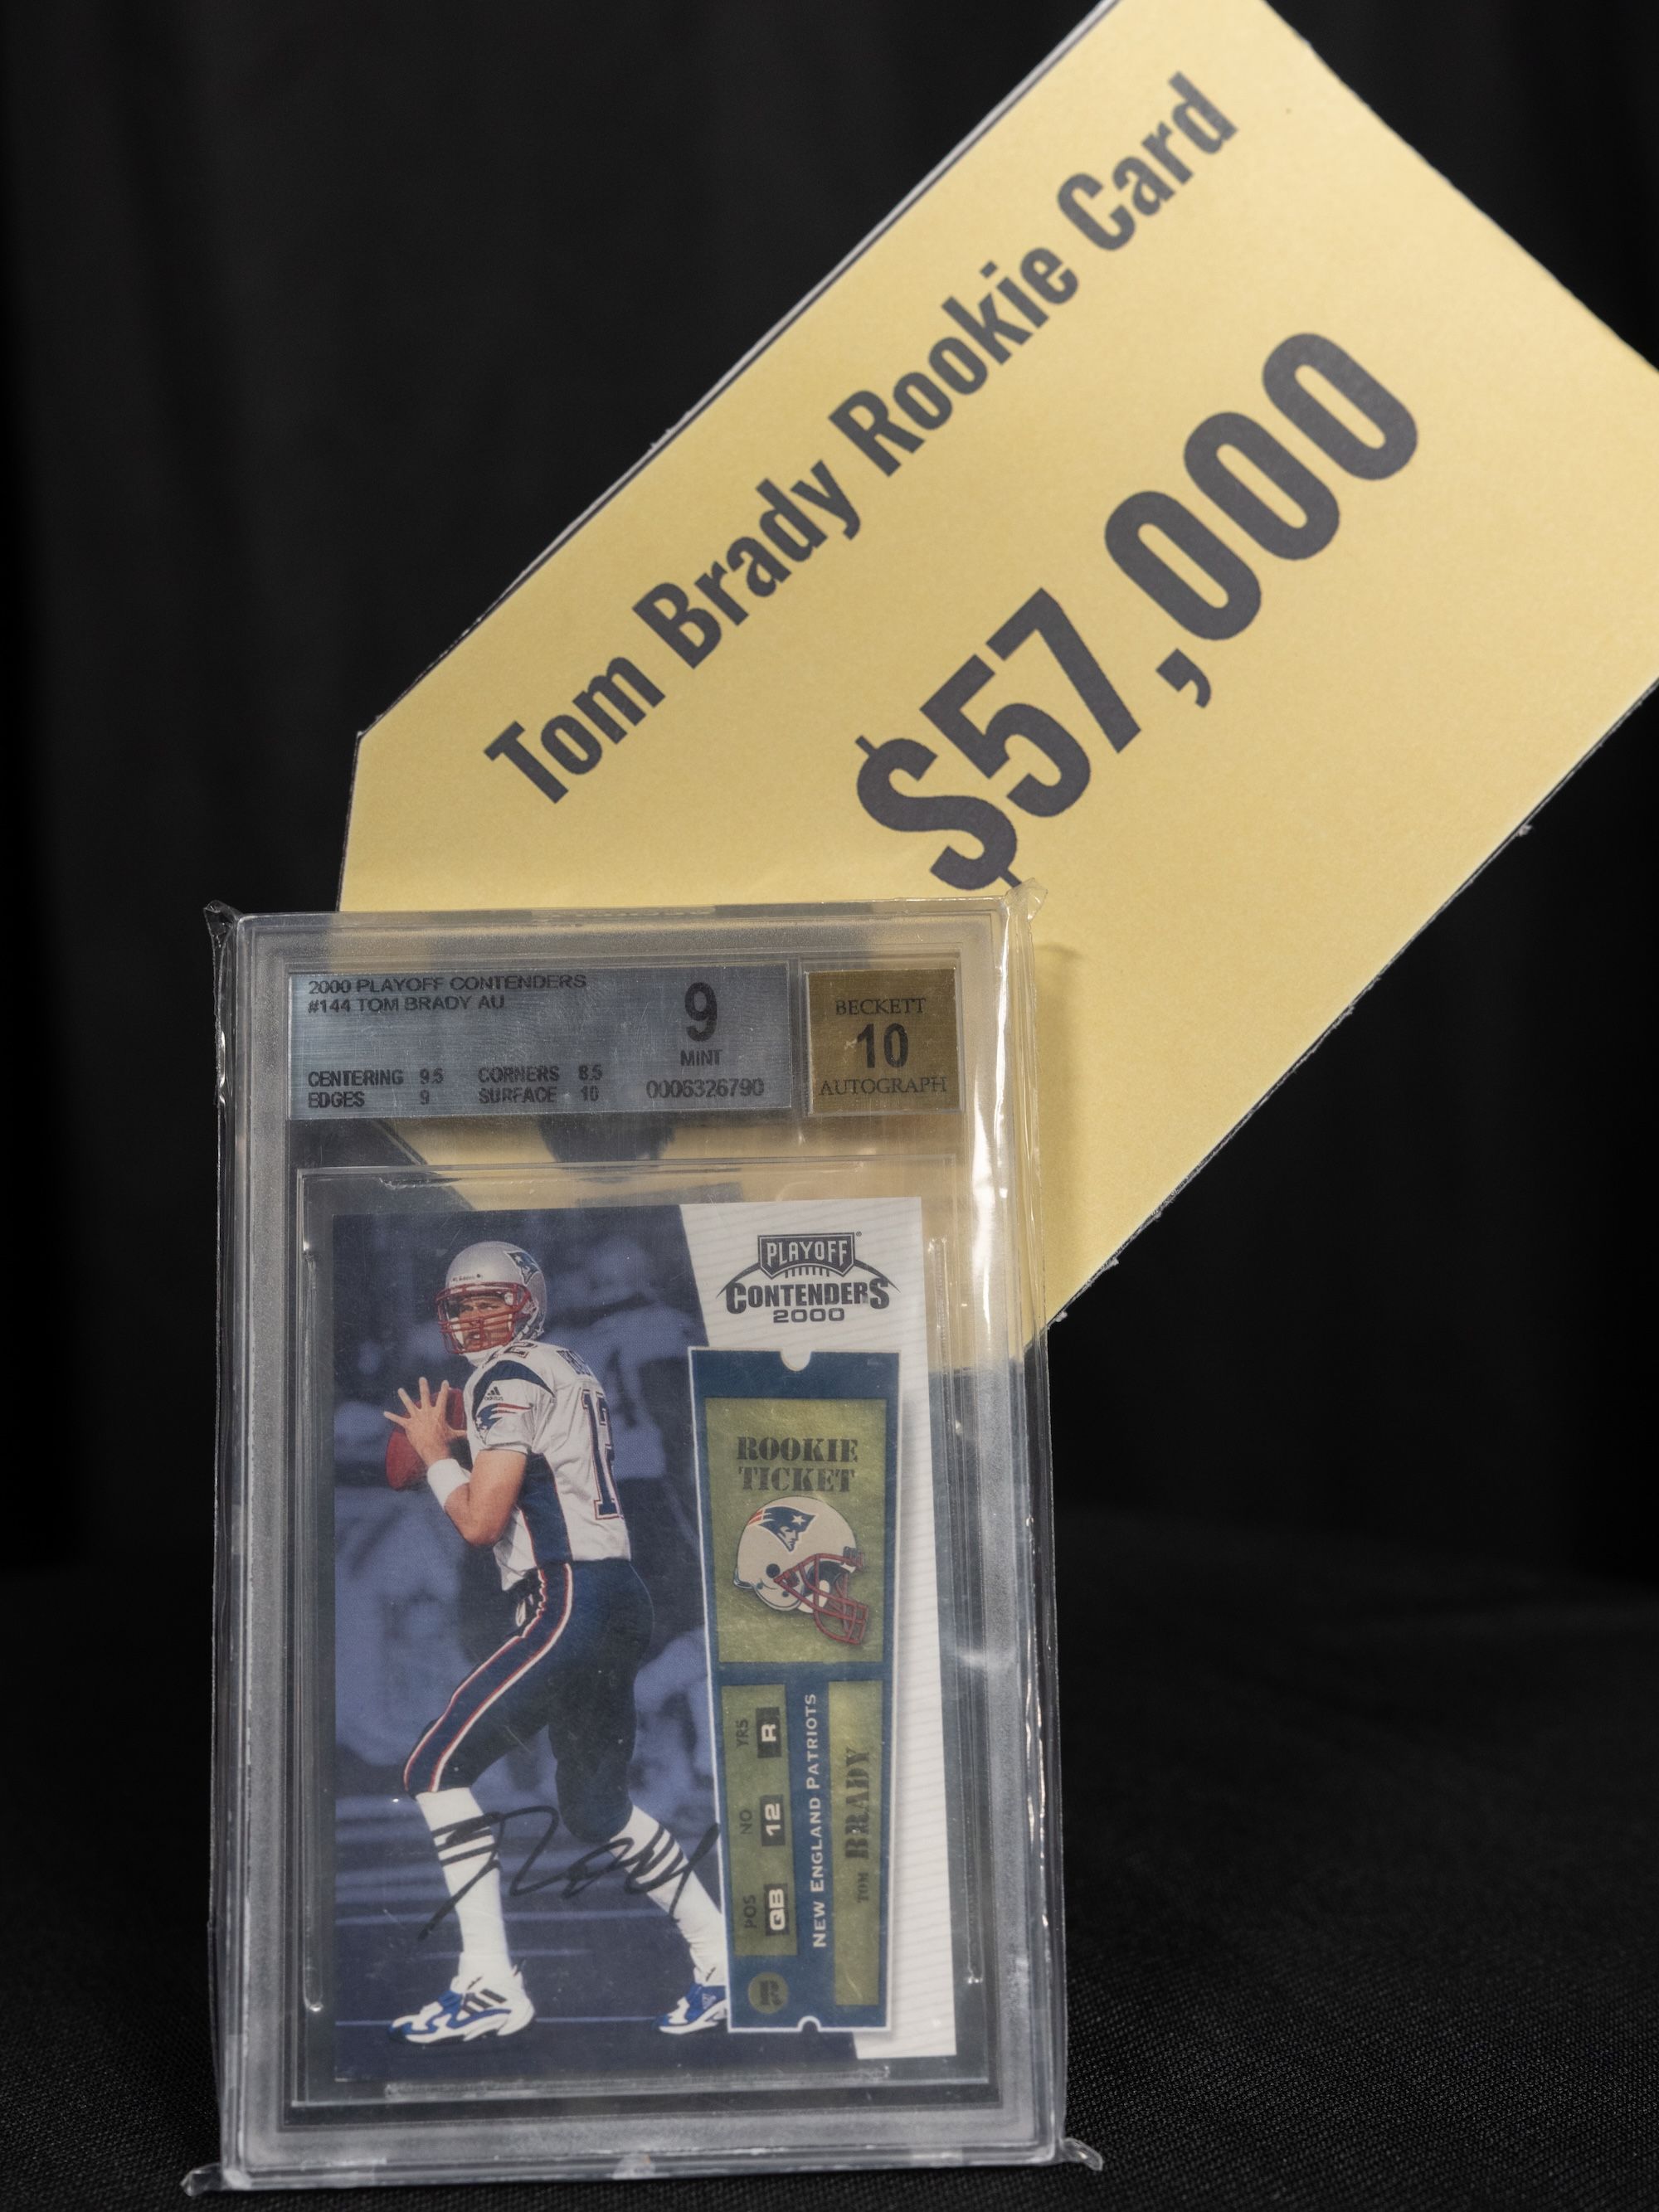 Tom Brady Rookie Card
$57,000
2000 PLAYOFF CONTENDERS
#144 TOM BRADY AU
CENTERING 9.5 CORNERS 8.5
EDGES 9 SURFACE 10
9
MINT
0006326790
BECKETT
10
AUTOGRAPH
PLAYOFF
CONTENDERS
2000
12
ROOKIE
TICKET
POS QB NO 12 YRS R
NEW ENGLAND PATRIOTS
TOM BRADY